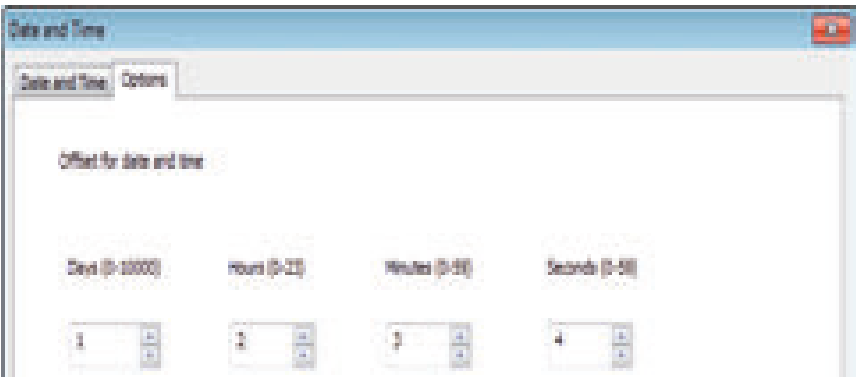 Date and Time
Date and Time Options
Offset for date and time
Days (0-10000) Hours (0-23) Minutes (0-59) Seconds (0-59)
1 2 3 4